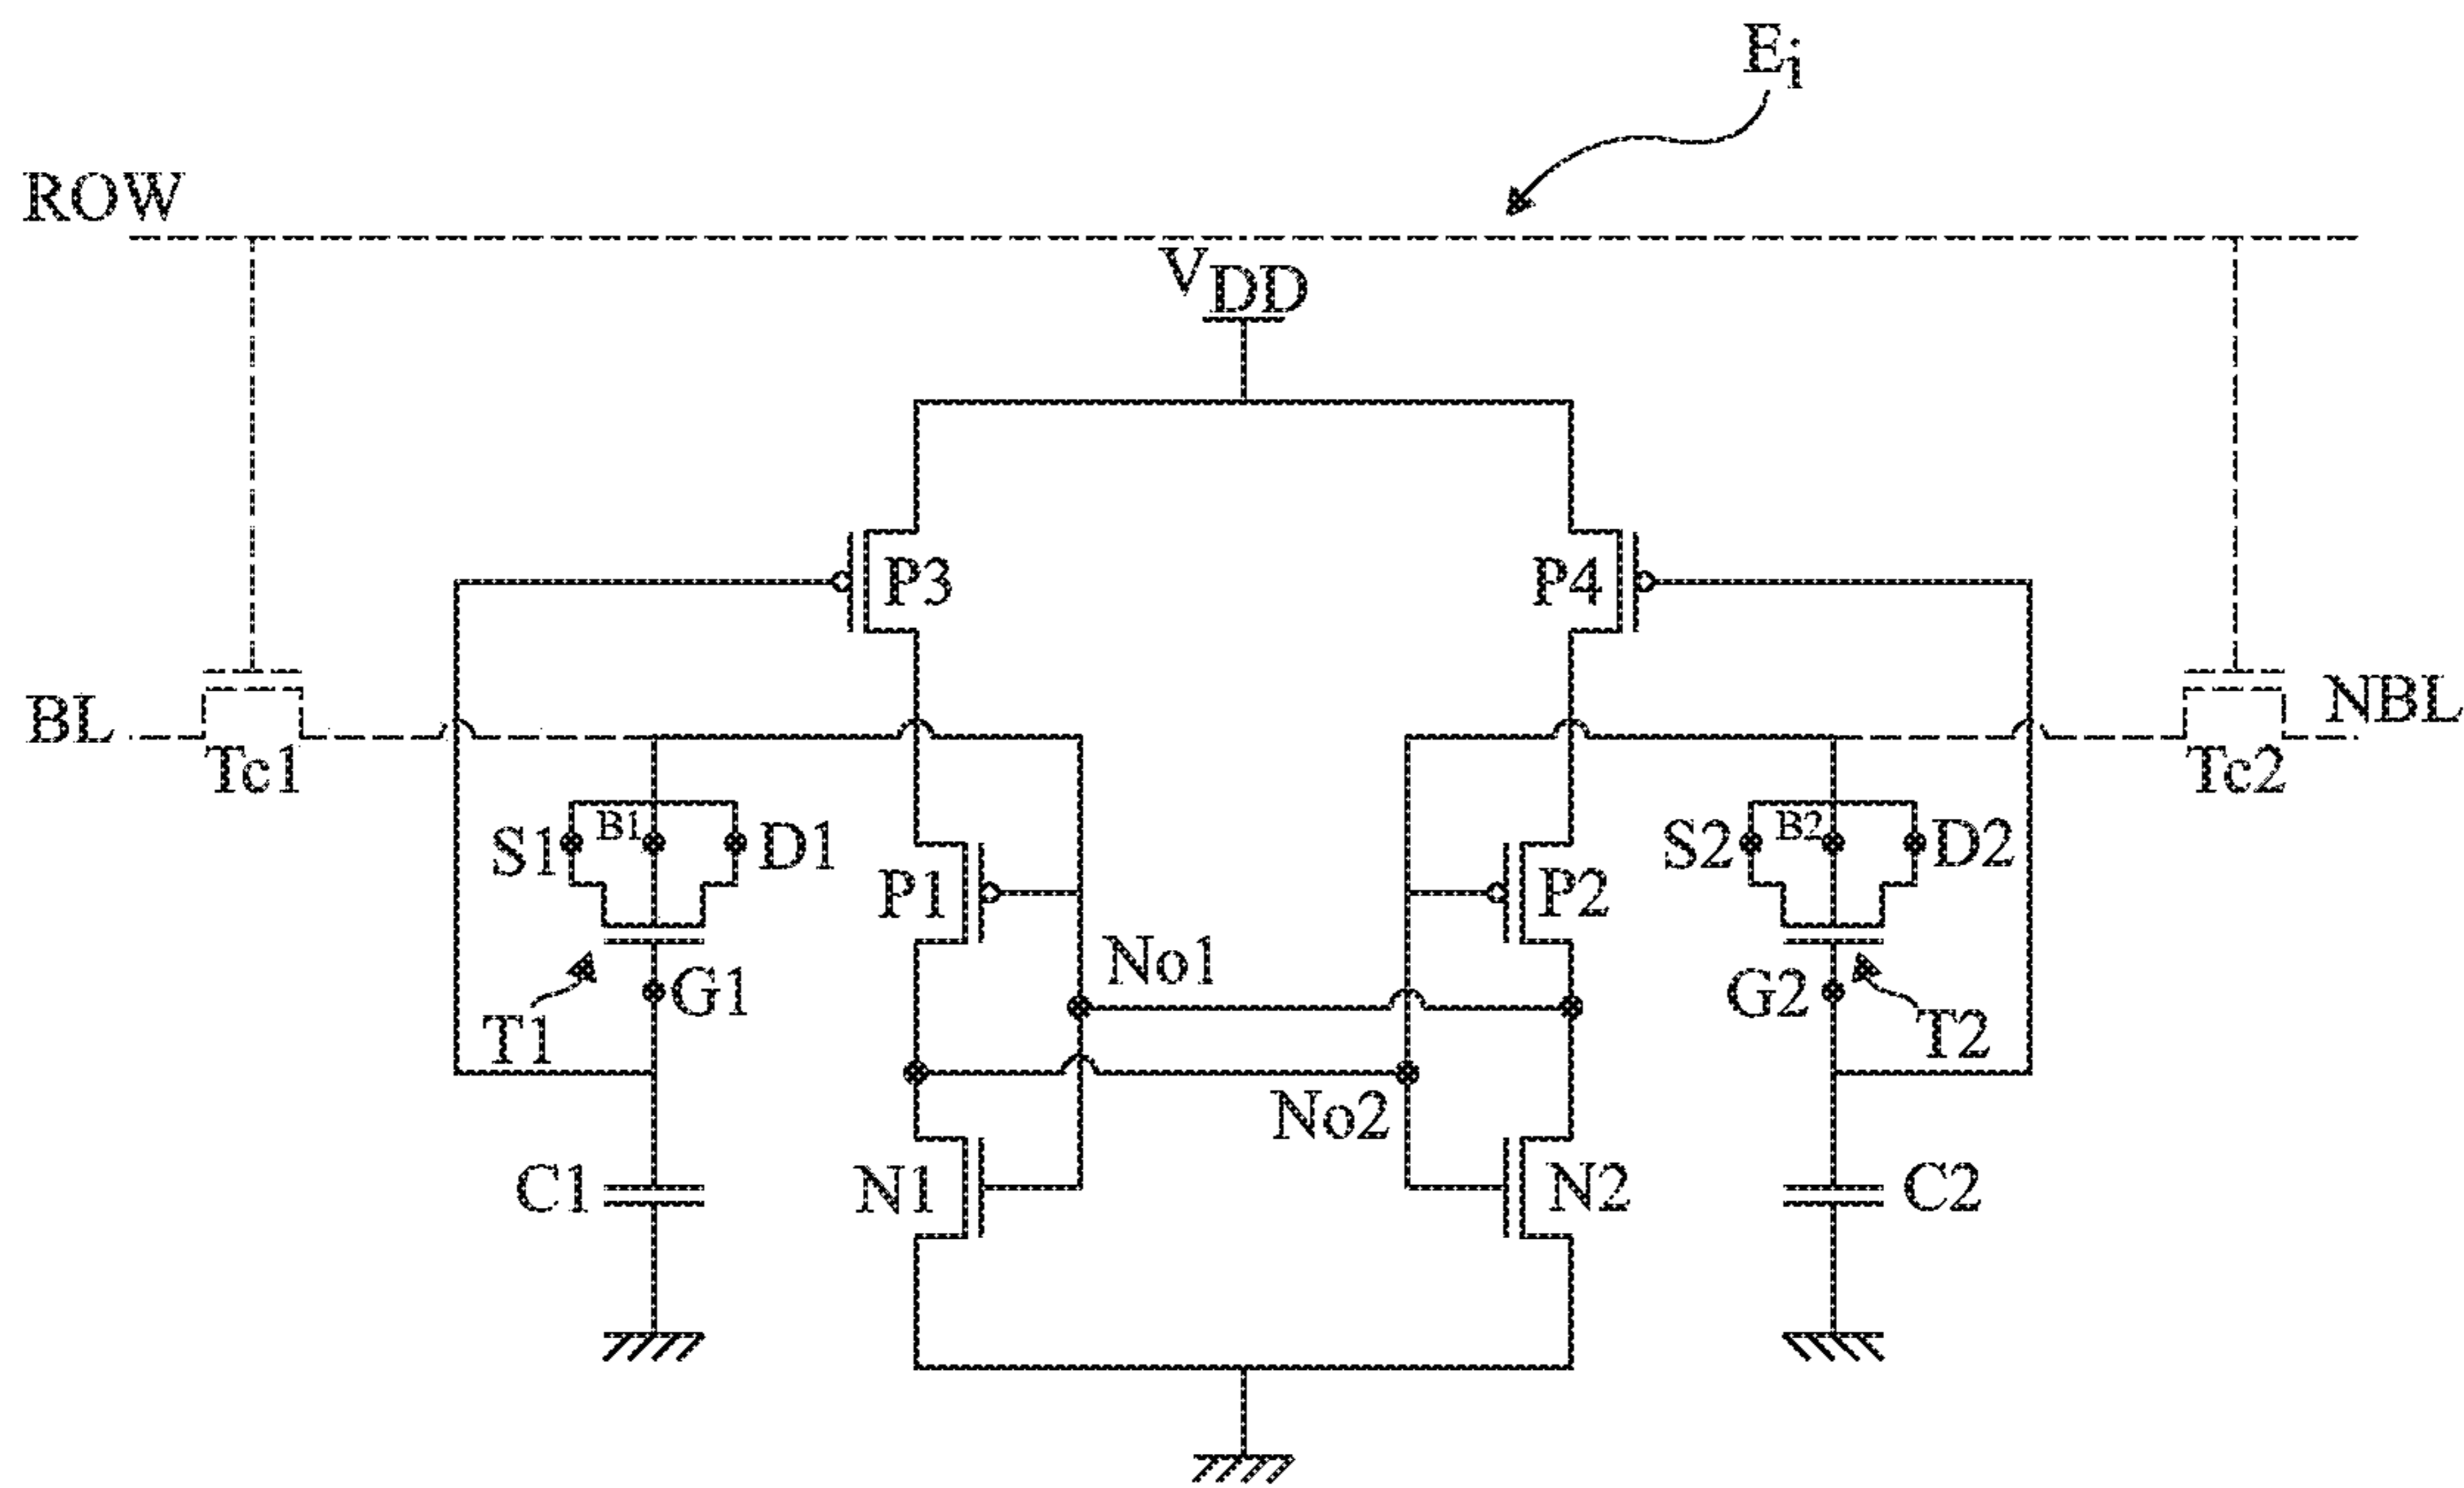 Ei
ROW
VDD
P3
P4
BL
NBL
Tc1
Tc2
S1
B1
D1
S2
B2
D2
P1
P2
No1
G1
G2
T1
T2
No2
C1
N1
N2
C2